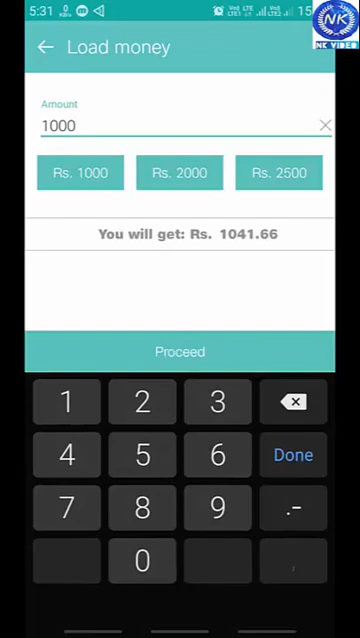 5:31
NK
NK VIDEO
Load money
Amount
1000
Rs. 1000
Rs. 2000
Rs. 2500
You will get: Rs. 1041.66
Proceed
1 2 3
4 5 6 Done
7 8 9 .-
0 ,